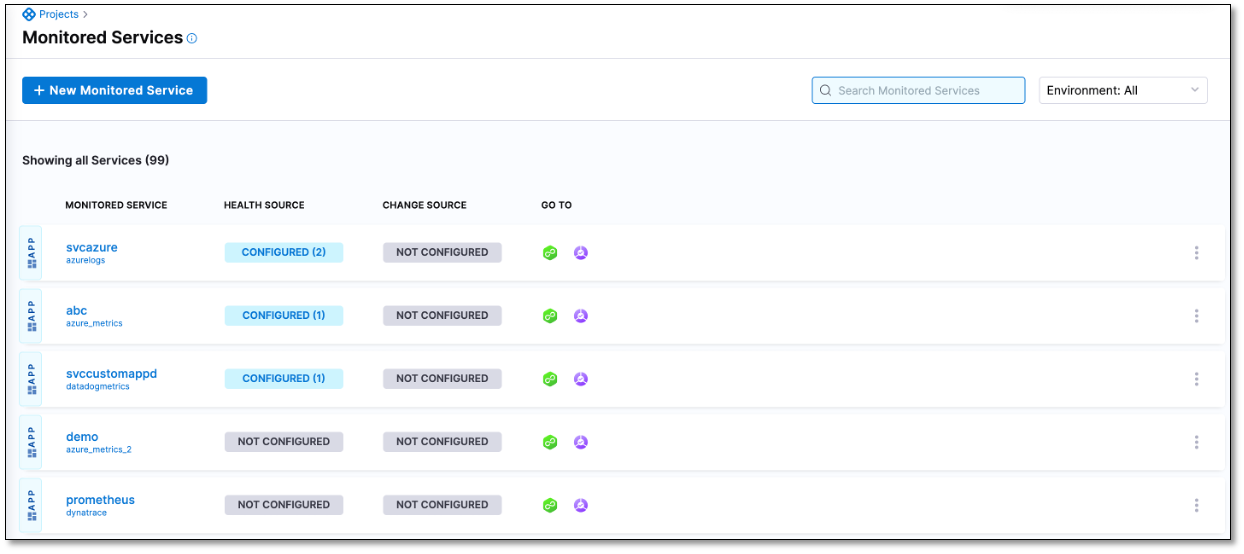 Projects >
Monitored Services
+ New Monitored Service
Search Monitored Services
Environment: All
Showing all Services (99)
MONITORED SERVICE HEALTH SOURCE CHANGE SOURCE GO TO
APP
svcazure CONFIGURED (2) NOT CONFIGURED
azurelogs
APP
abc CONFIGURED (1) NOT CONFIGURED
azure_metrics
APP
svccustomappd CONFIGURED (1) NOT CONFIGURED
datadogmetrics
APP
demo NOT CONFIGURED NOT CONFIGURED
azure_metrics_2
APP
prometheus NOT CONFIGURED NOT CONFIGURED
dynatrace